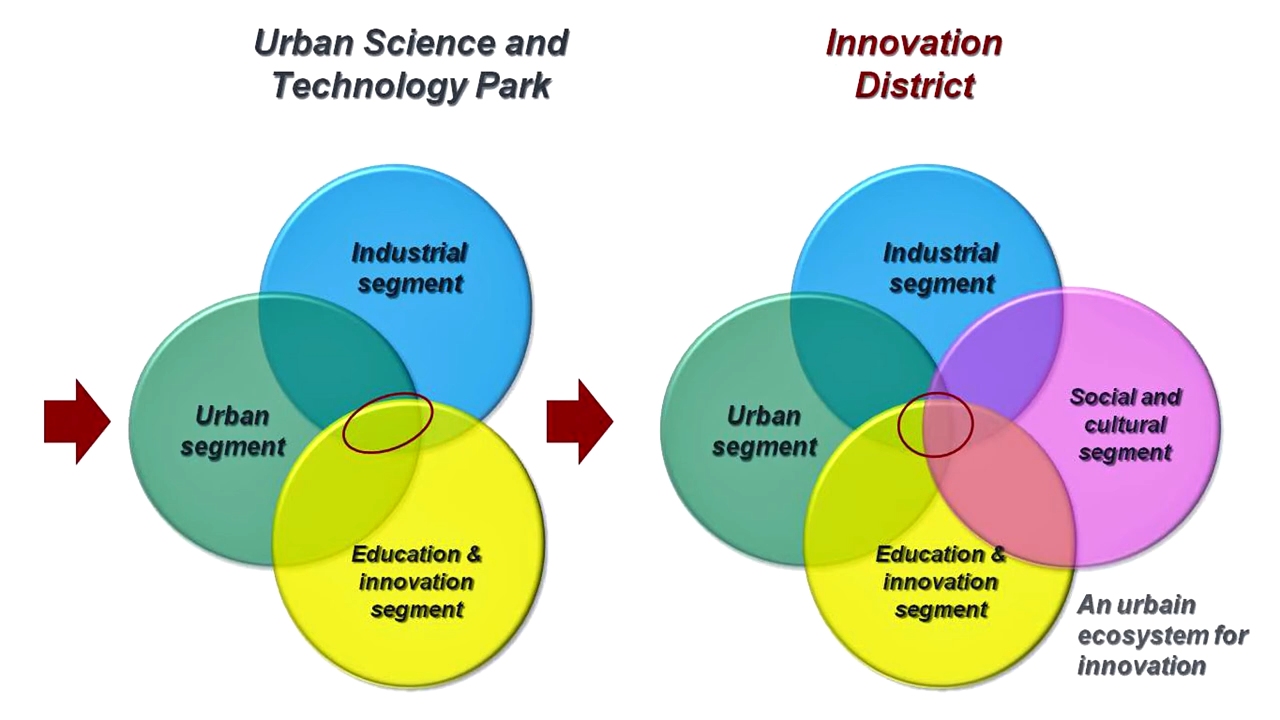 Urban Science and
Technology Park
Innovation
District
Industrial
segment
Urban
segment
Education &
innovation
segment
Industrial
segment
Urban
segment
Social and
cultural
segment
Education &
innovation
segment
An urbain
ecosystem for
innovation